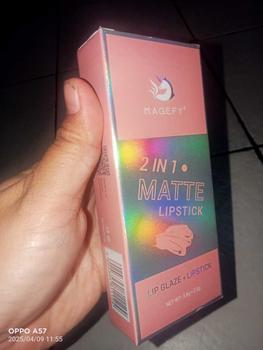 MAGEFY
2 IN 1
MATTE
LIPSTICK
LIP GLAZE + LIPSTICK
OPPO A57
2025/04/09 11:55